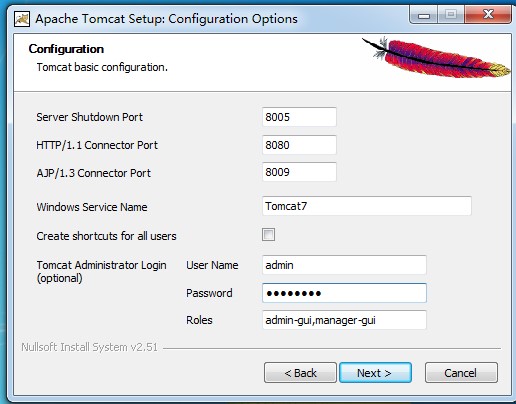 Apache Tomcat Setup: Configuration Options
Configuration
Tomcat basic configuration.
Server Shutdown Port 8005
HTTP/1.1 Connector Port 8080
AJP/1.3 Connector Port 8009
Windows Service Name Tomcat7
Create shortcuts for all users
Tomcat Administrator Login (optional)
User Name admin
Password ●●●●●●●●
Roles admin-gui,manager-gui
Nullsoft Install System v2.51
< Back Next > Cancel